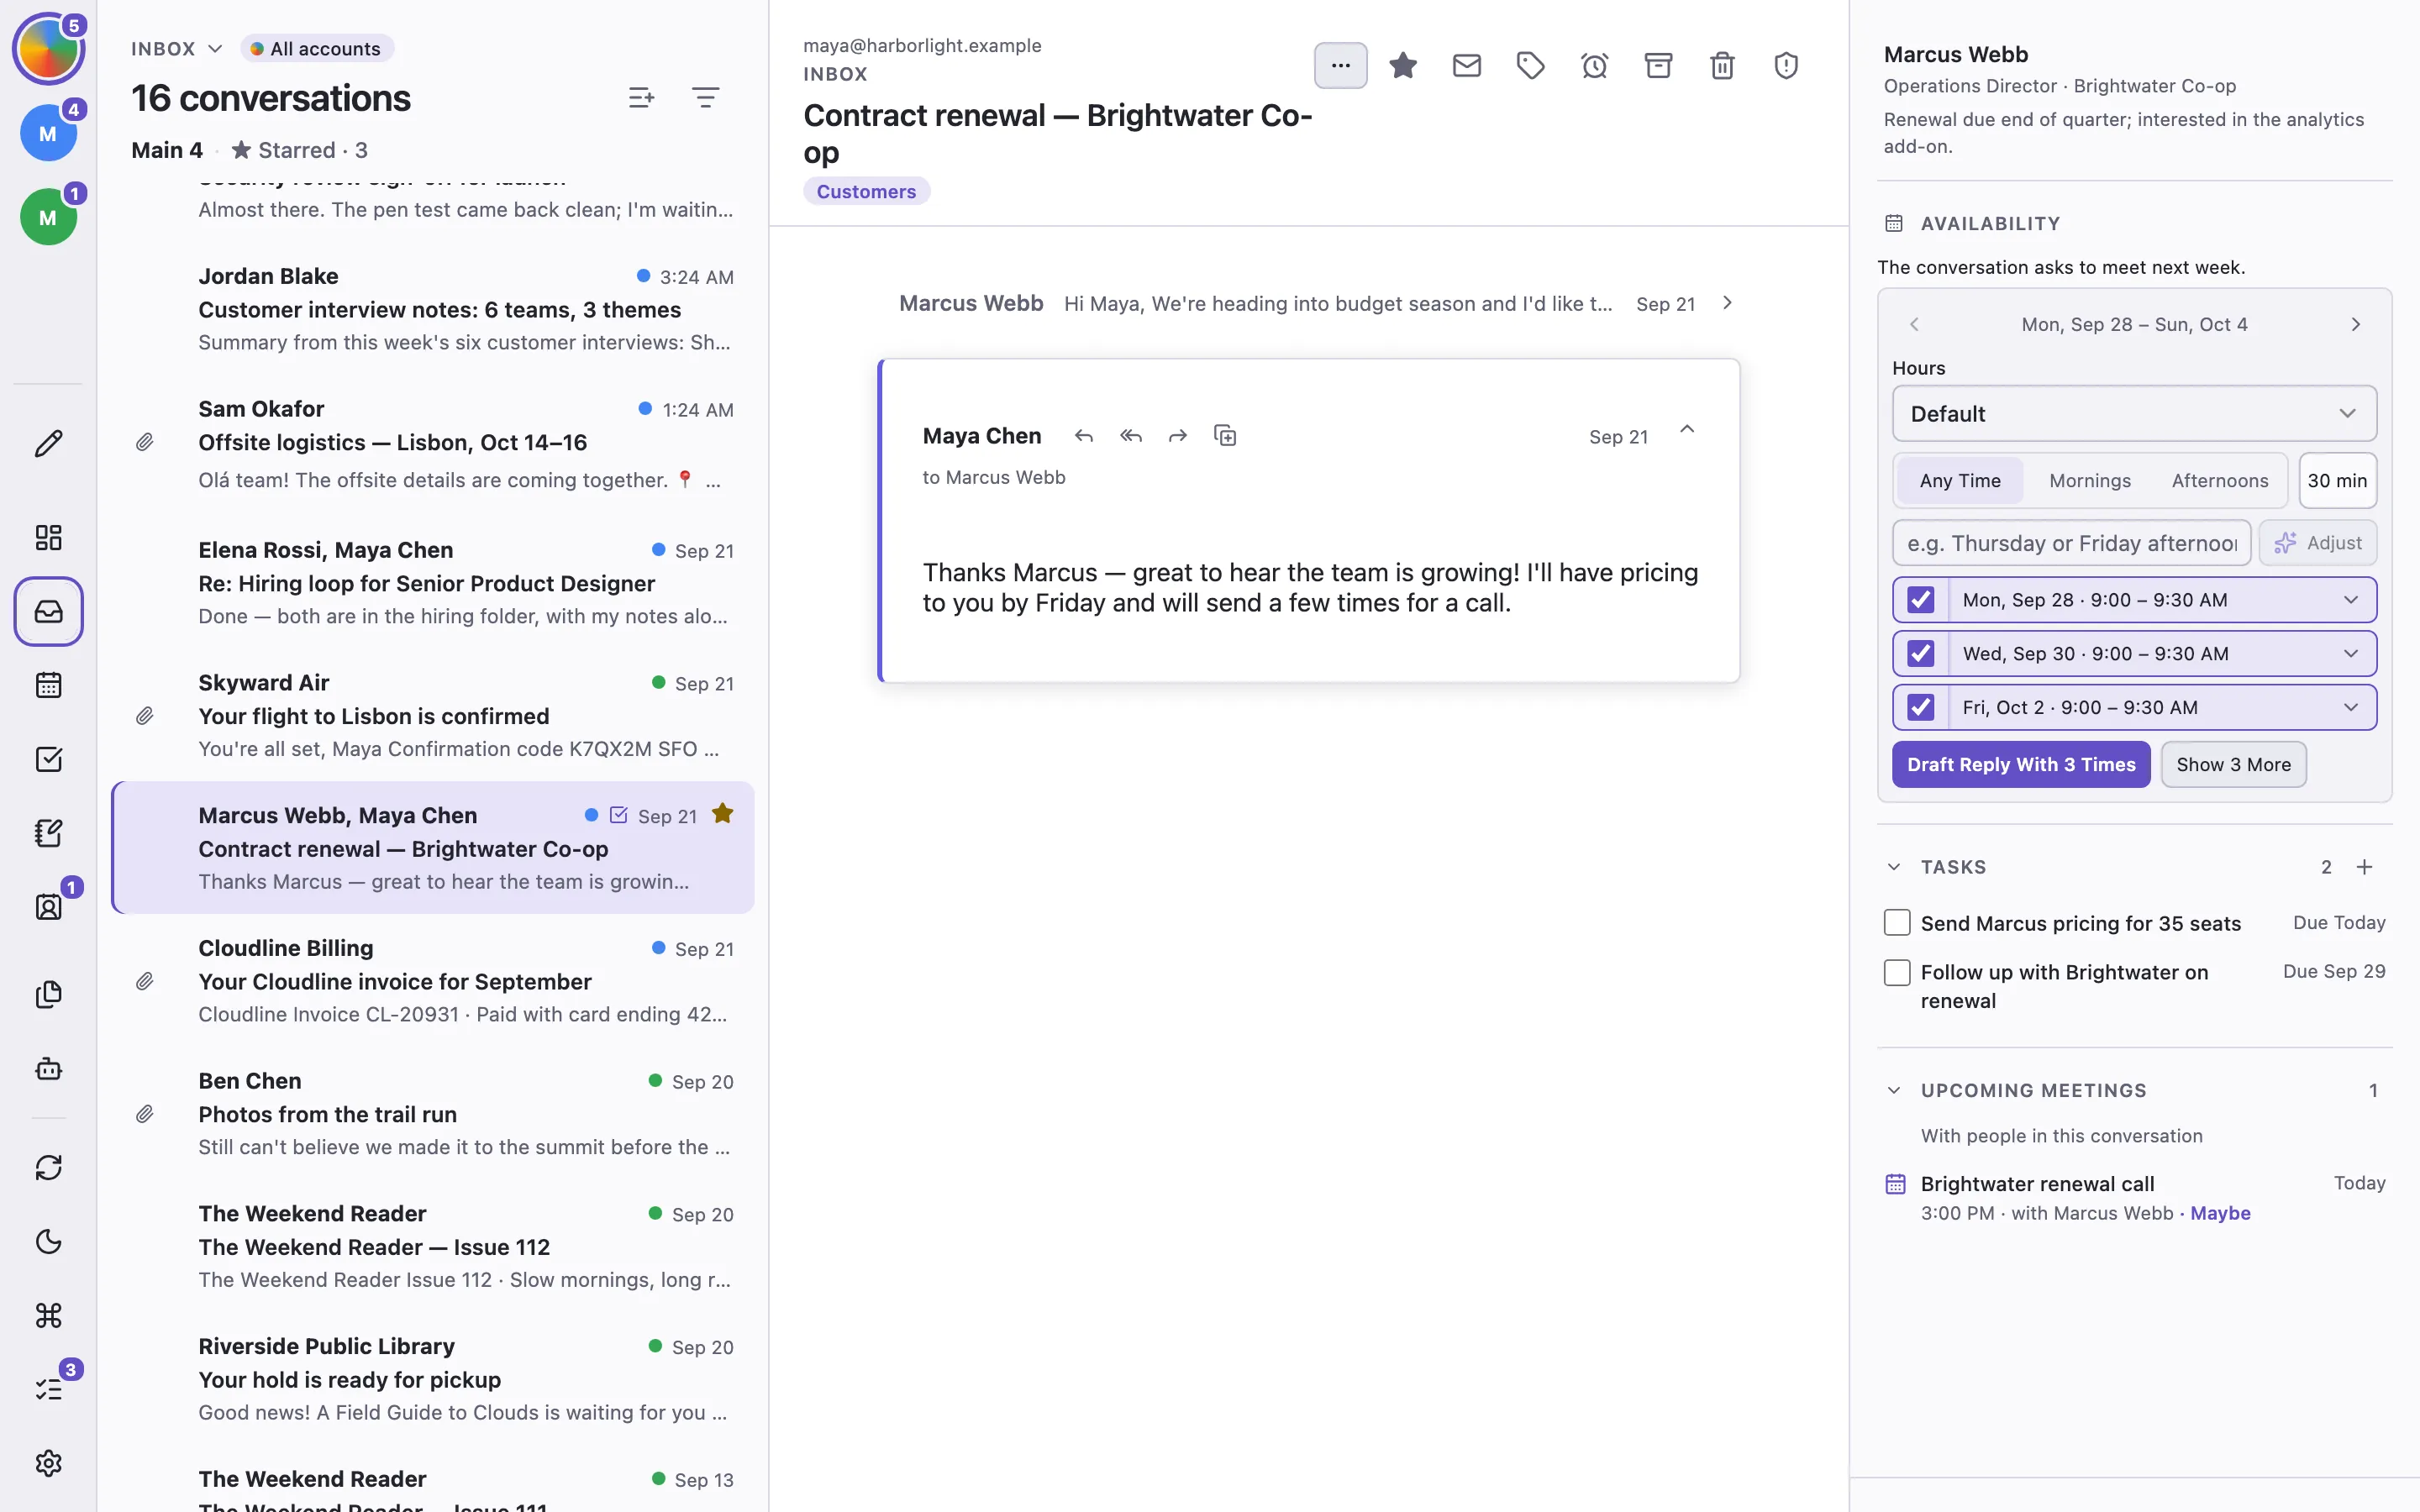 5
M
4
M
1
1
3
INBOX
All accounts
16 conversations
Main 4 · Starred · 3
Almost there. The pen test came back clean; I'm waitin...
Jordan Blake 3:24 AM
Customer interview notes: 6 teams, 3 themes
Summary from this week's six customer interviews: Sh...
Sam Okafor 1:24 AM
Offsite logistics — Lisbon, Oct 14–16
Olá team! The offsite details are coming together. 📍 ...
Elena Rossi, Maya Chen Sep 21
Re: Hiring loop for Senior Product Designer
Done — both are in the hiring folder, with my notes alo...
Skyward Air Sep 21
Your flight to Lisbon is confirmed
You're all set, Maya Confirmation code K7QX2M SFO ...
Marcus Webb, Maya Chen Sep 21
Contract renewal — Brightwater Co-op
Thanks Marcus — great to hear the team is growin...
Cloudline Billing Sep 21
Your Cloudline invoice for September
Cloudline Invoice CL-20931 · Paid with card ending 42...
Ben Chen Sep 20
Photos from the trail run
Still can't believe we made it to the summit before the ...
The Weekend Reader Sep 20
The Weekend Reader — Issue 112
The Weekend Reader Issue 112 · Slow mornings, long r...
Riverside Public Library Sep 20
Your hold is ready for pickup
Good news! A Field Guide to Clouds is waiting for you ...
The Weekend Reader Sep 13
The Weekend Reader — Issue 111
maya@harborlight.example
INBOX
Contract renewal — Brightwater Co-
op
Customers
Marcus Webb Hi Maya, We're heading into budget season and I'd like t... Sep 21
Maya Chen Sep 21
to Marcus Webb
Thanks Marcus — great to hear the team is growing! I'll have pricing
to you by Friday and will send a few times for a call.
Marcus Webb
Operations Director · Brightwater Co-op
Renewal due end of quarter; interested in the analytics
add-on.
AVAILABILITY
The conversation asks to meet next week.
Mon, Sep 28 – Sun, Oct 4
Hours
Default
Any Time Mornings Afternoons 30 min
e.g. Thursday or Friday afternoo Adjust
Mon, Sep 28 · 9:00 – 9:30 AM
Wed, Sep 30 · 9:00 – 9:30 AM
Fri, Oct 2 · 9:00 – 9:30 AM
Draft Reply With 3 Times Show 3 More
TASKS 2
Send Marcus pricing for 35 seats Due Today
Follow up with Brightwater on Due Sep 29
renewal
UPCOMING MEETINGS 1
With people in this conversation
Brightwater renewal call Today
3:00 PM · with Marcus Webb · Maybe